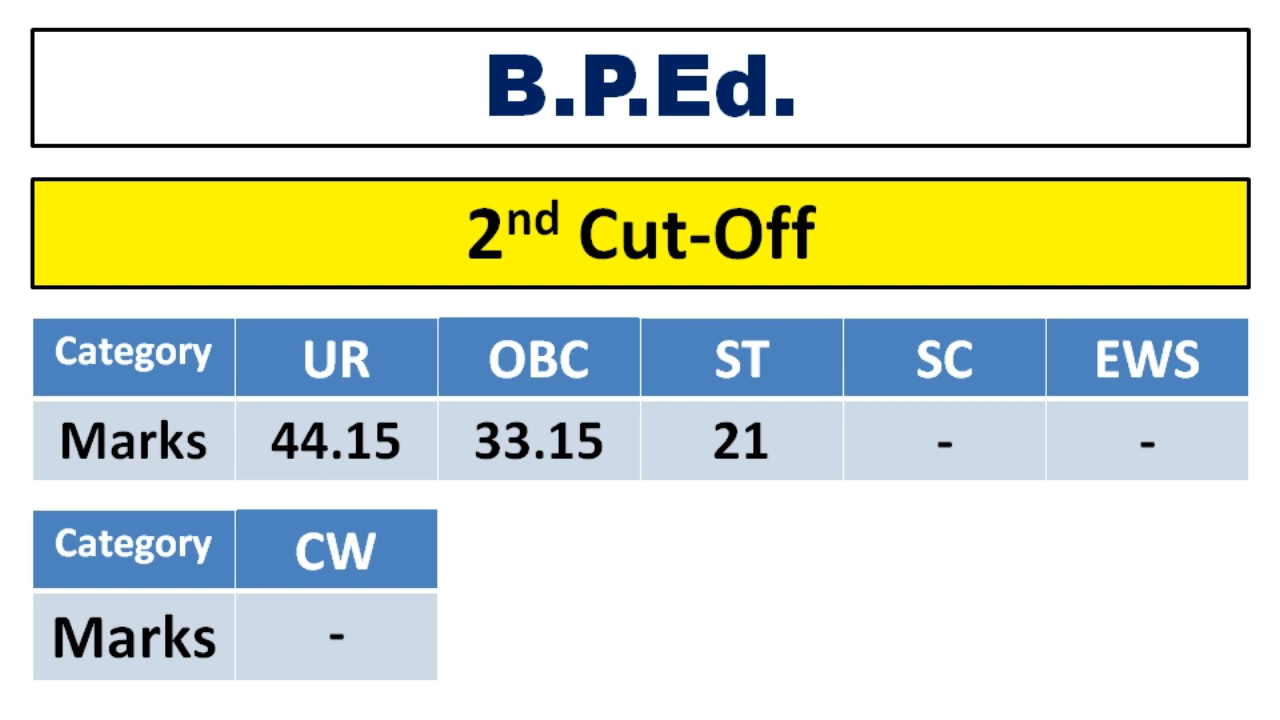 B.P.Ed.
2nd Cut-Off
Category UR OBC ST SC EWS
Marks 44.15 33.15 21 - -
Category CW
Marks -